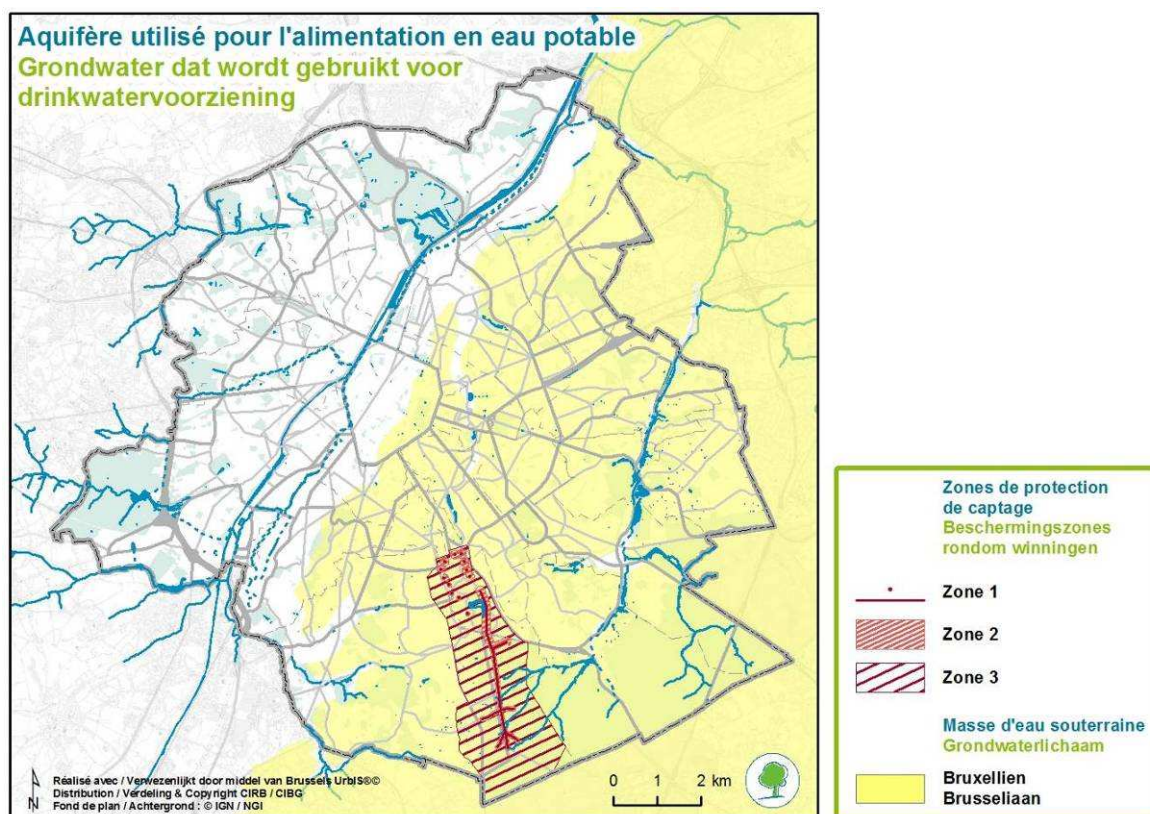 Aquifère utilisé pour l'alimentation en eau potable
Grondwater dat wordt gebruikt voor
drinkwatervoorziening
Réalisé avec / Verwezenlijkt door middel van Brussels UrbIS®©
Distribution / Verdeling & Copyright CIRB / CIBG
Fond de plan / Achtergrond : © IGN / NGI
N
0 1 2 km
Zones de protection
de captage
Beschermingszones
rondom winningen
Zone 1
Zone 2
Zone 3
Masse d'eau souterraine
Grondwaterlichaam
Bruxellien
Brusseliaan